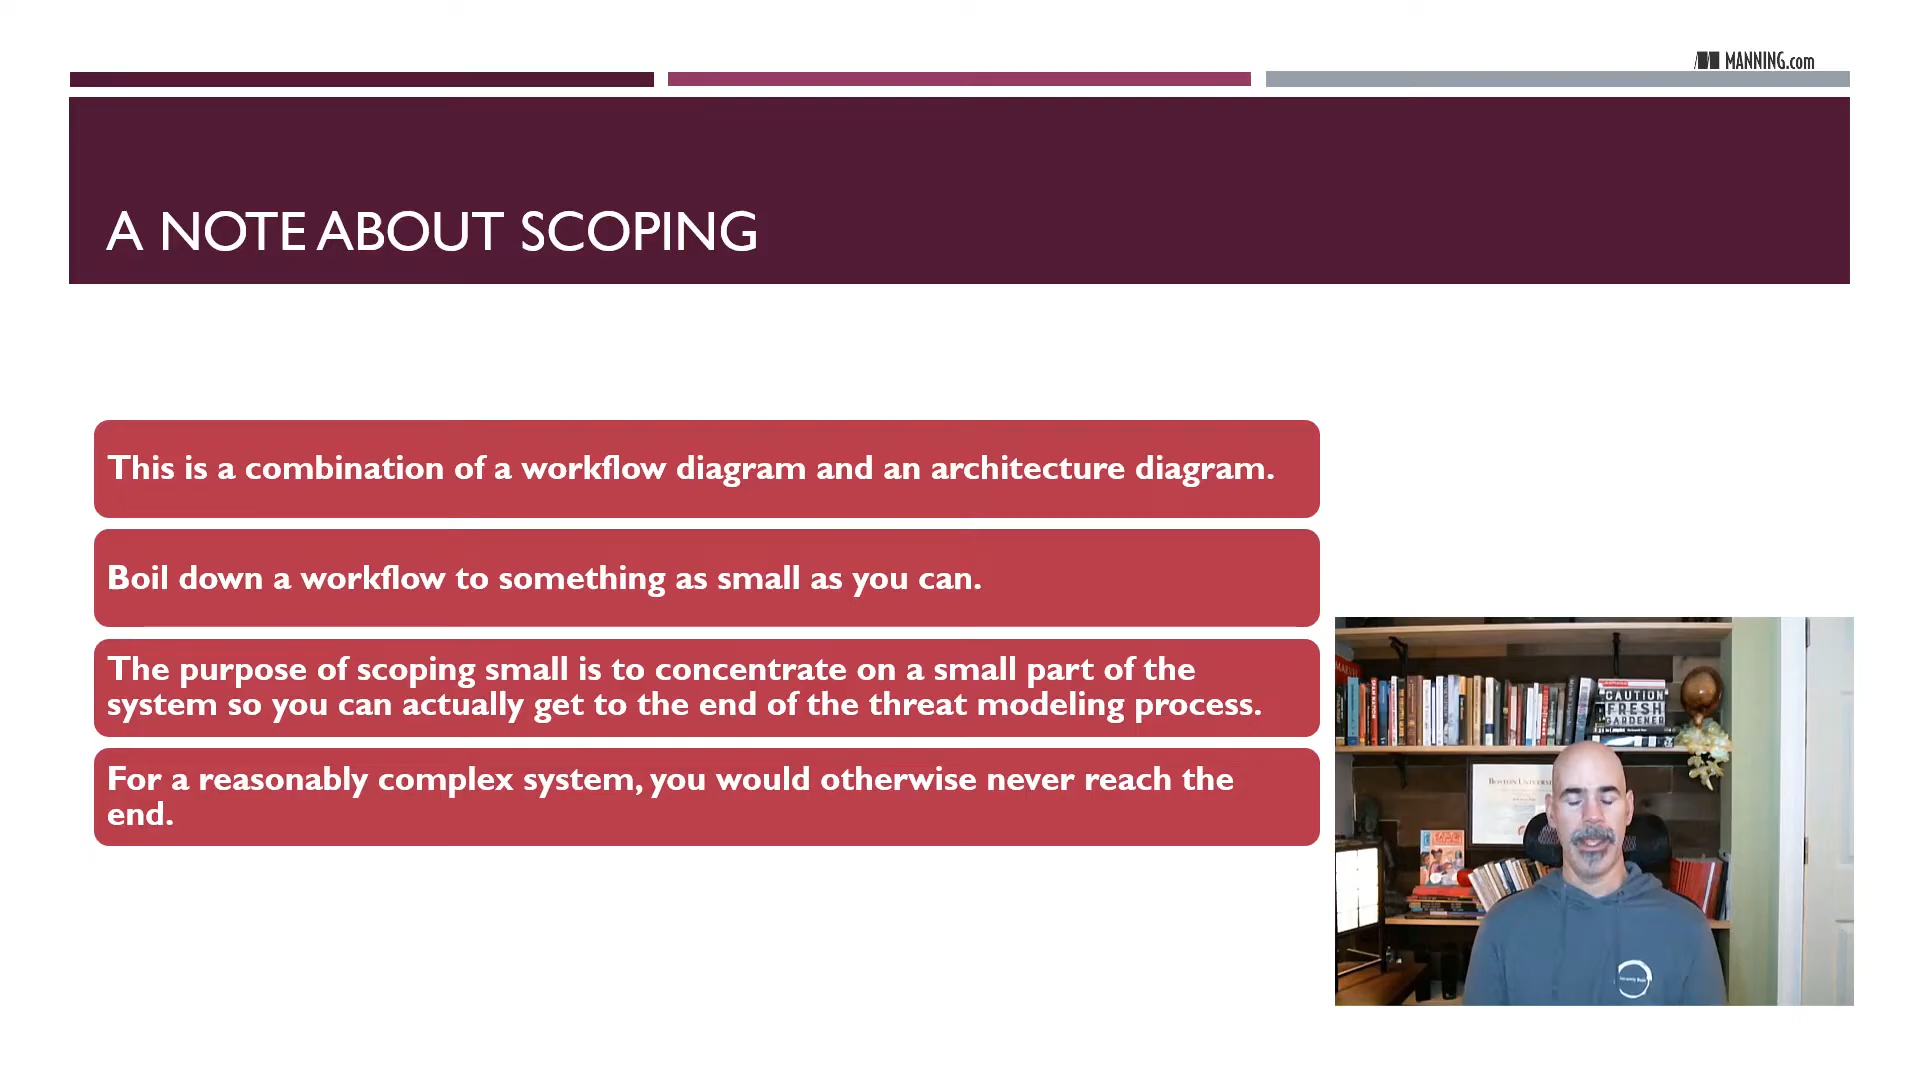 MANNING.com
A NOTE ABOUT SCOPING
This is a combination of a workflow diagram and an architecture diagram.
Boil down a workflow to something as small as you can.
The purpose of scoping small is to concentrate on a small part of the
system so you can actually get to the end of the threat modeling process.
For a reasonably complex system, you would otherwise never reach the
end.
CAUTION
FRESH
GARDENER